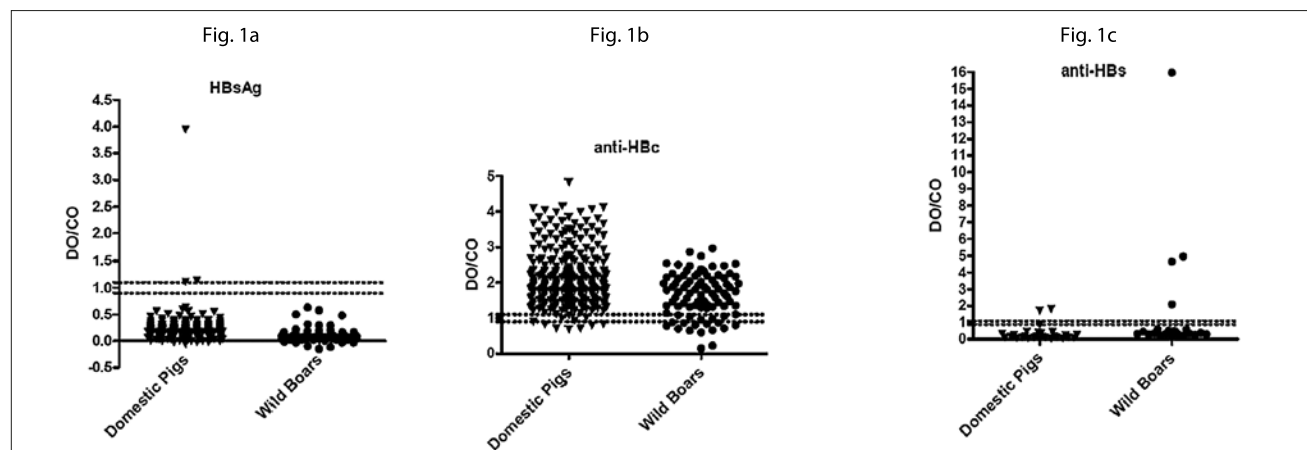 Fig. 1a
HBsAg
DO/CO
4.5
4.0
3.5
3.0
2.5
2.0
1.5
1.0
0.5
0.0
-0.5
Domestic Pigs
Wild Boars
Fig. 1b
anti-HBc
DO/CO
5
4
3
2
1
0
Domestic Pigs
Wild Boars
Fig. 1c
anti-HBs
DO/CO
16
15
14
13
12
11
10
9
8
7
6
5
4
3
2
1
0
Domestic Pigs
Wild Boars